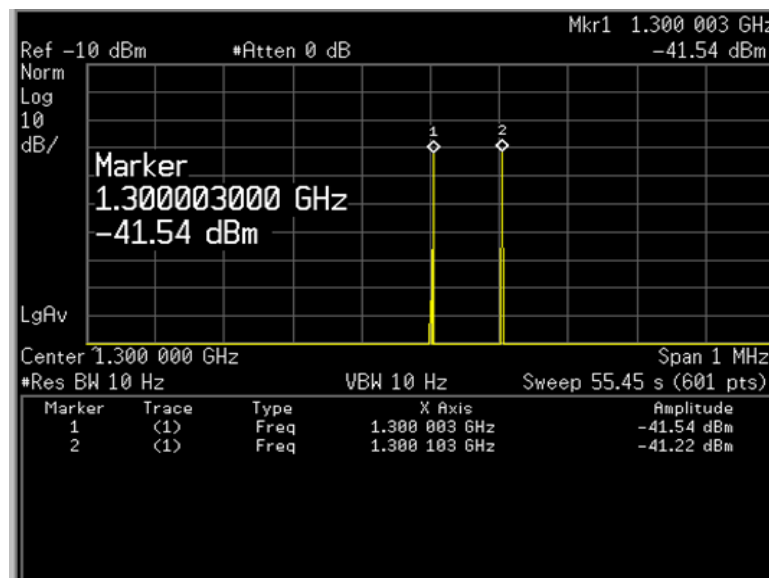 Mkr1 1.300 003 GHz
Ref -10 dBm #Atten 0 dB -41.54 dBm
Norm
Log
10
dB/
1 2
Marker
1.300003000 GHz
-41.54 dBm
LgAv
Center 1.300 000 GHz Span 1 MHz
#Res BW 10 Hz VBW 10 Hz Sweep 55.45 s (601 pts)
Marker Trace Type X Axis Amplitude
1 (1) Freq 1.300 003 GHz -41.54 dBm
2 (1) Freq 1.300 103 GHz -41.22 dBm